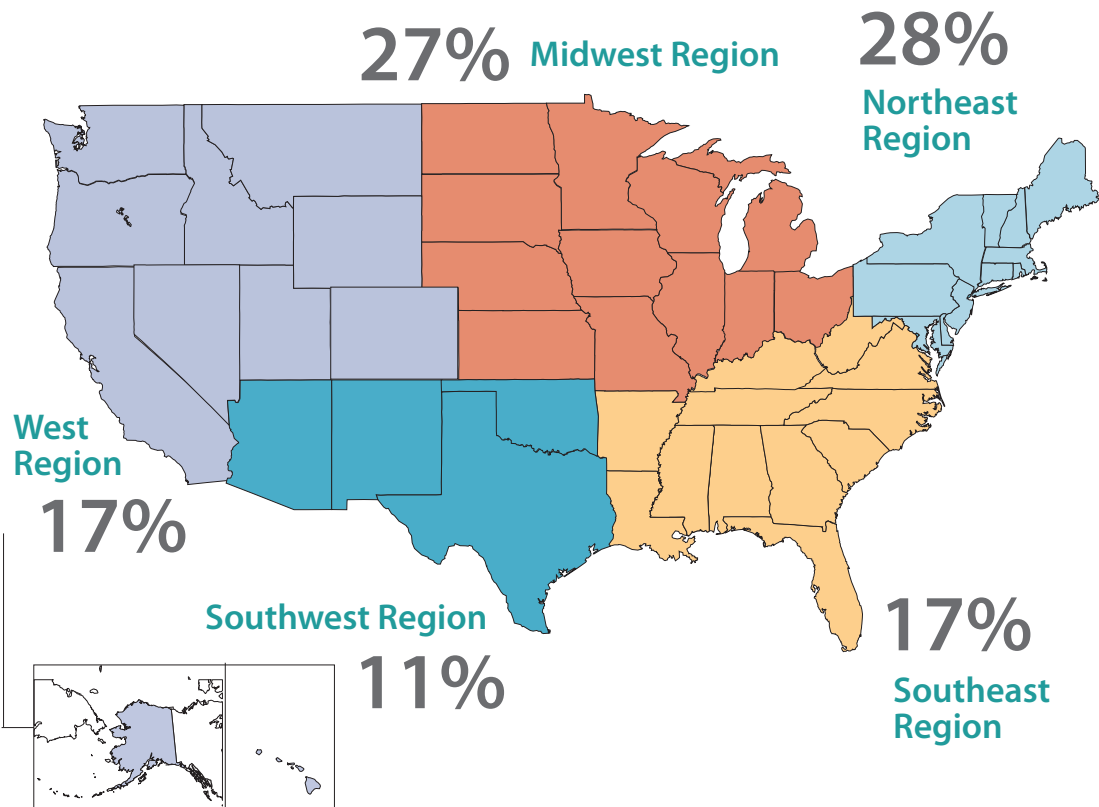 27% Midwest Region
28%
Northeast
Region
West
Region
17%
Southwest Region
11%
17%
Southeast
Region